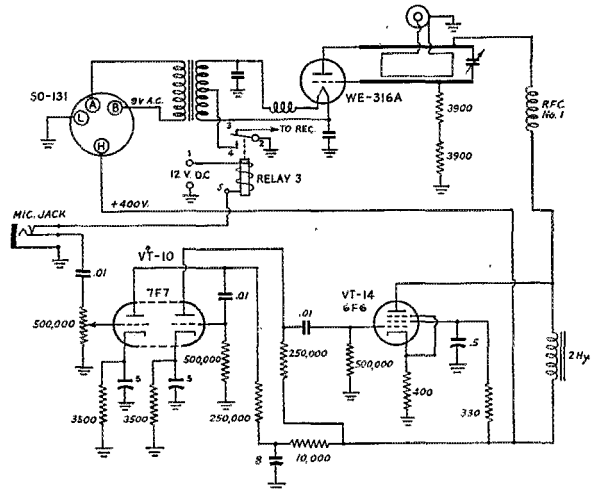 SO-131
A
B
L
H
9V A.C.
WE-316A
3900
3900
R.F.C.
No. 1
3
TO REC.
2
4
1
12 V. D.C
RELAY 3
5
+400V.
MIC. JACK
.01
VT-10
7F7
.01
500,000
500,000
.01
VT-14
6F6
250,000
500,000
.5
2 Hy.
.5
.5
3500
3500
250,000
400
330
8
10,000